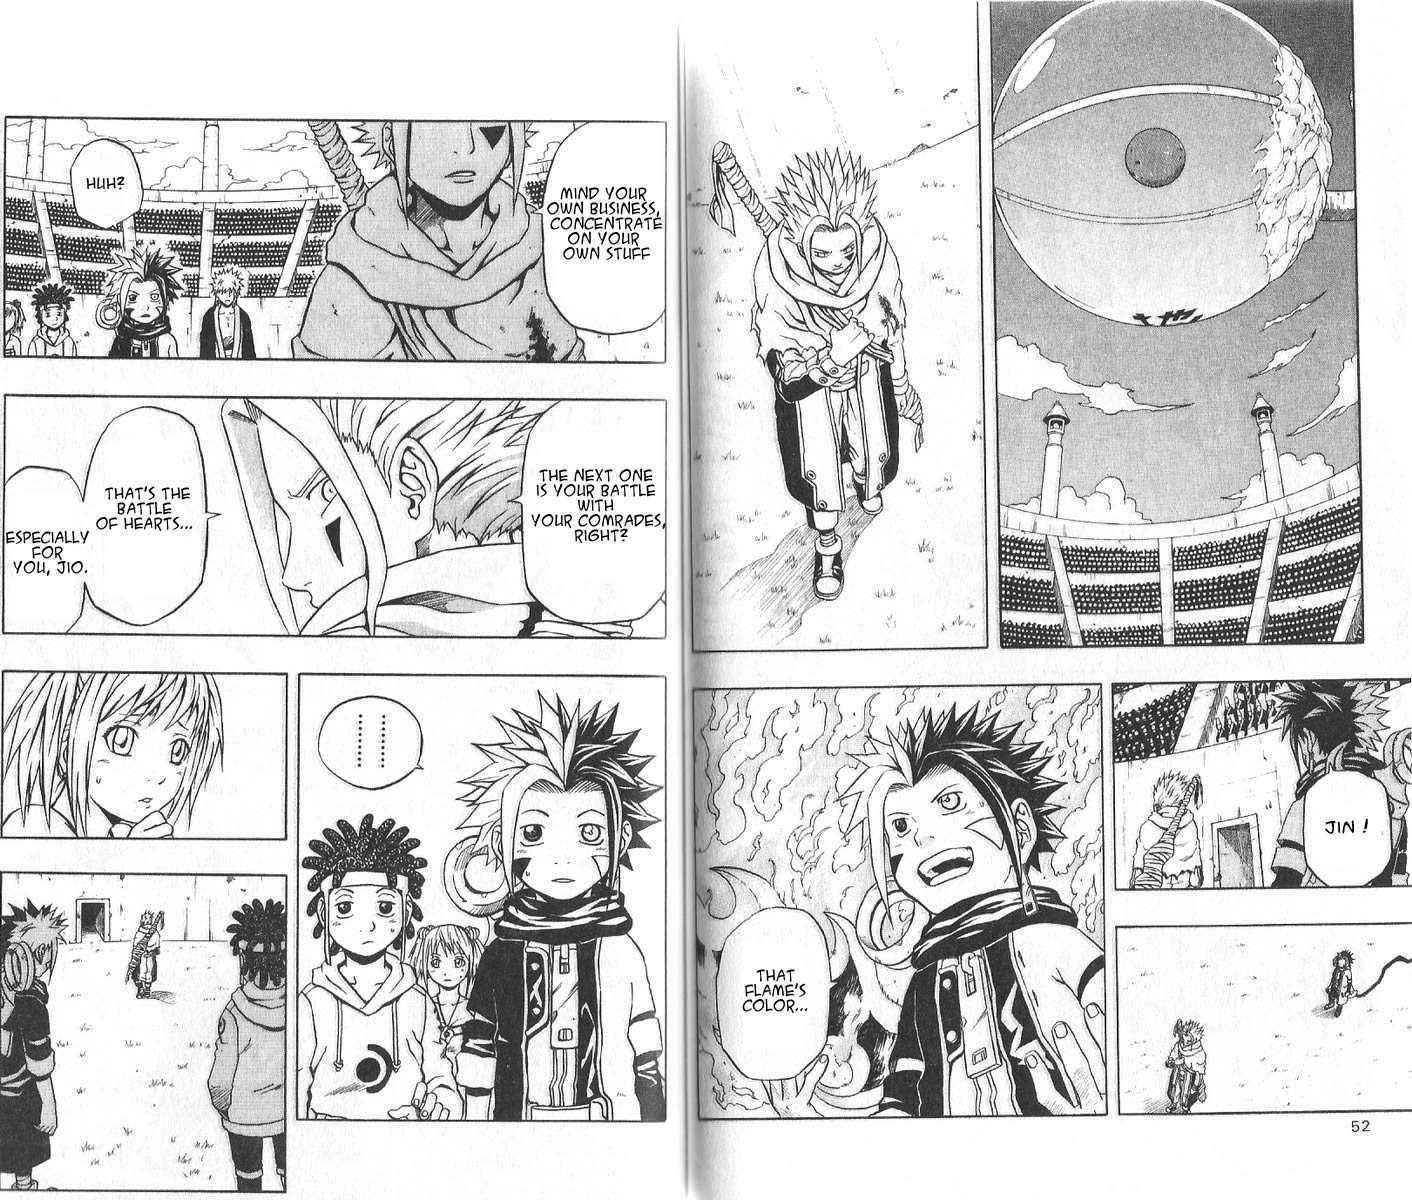 JIN!
THAT
FLAME'S
COLOR...
52
MIND YOUR
OWN BUSINESS,
CONCENTRATE
ON YOUR
OWN STUFF
HUH?
THE NEXT ONE
IS YOUR BATTLE
WITH
YOUR COMRADES,
RIGHT?
THAT'S THE
BATTLE
OF HEARTS...
ESPECIALLY
FOR
YOU, JIO.